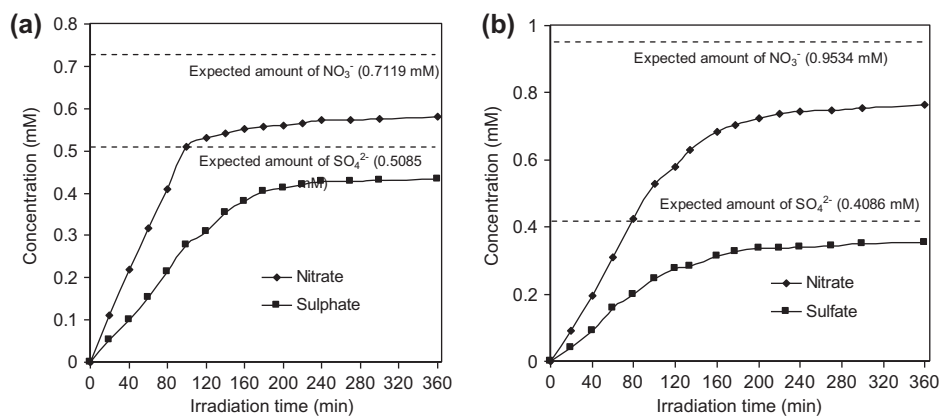 (a)
0.8
0.7
0.6
0.5
0.4
0.3
0.2
0.1
0
Concentration (mM)
Expected amount of NO₃⁻ (0.7119 mM)
Expected amount of SO₄²⁻ (0.5085
mM)
Nitrate
Sulphate
0 40 80 120 160 200 240 280 320 360
Irradiation time (min)
(b)
1
0.8
0.6
0.4
0.2
0
Concentration (mM)
Expected amount of NO₃⁻ (0.9534 mM)
Expected amount of SO₄²⁻ (0.4086 mM)
Nitrate
Sulfate
0 40 80 120 160 200 240 280 320 360
Irradiation time (min)